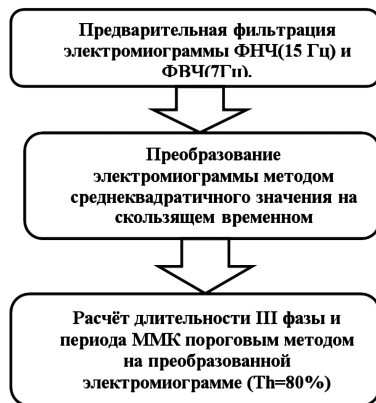 Предварительная фильтрация
электромиограммы ФНЧ(15 Гц) и
ФВЧ(7Гц).
Преобразование
электромиограммы методом
среднеквадратичного значения на
скользящем временном
Расчёт длительности III фазы и
периода ММК пороговым методом
на преобразованной
электромиограмме (Th=80%)